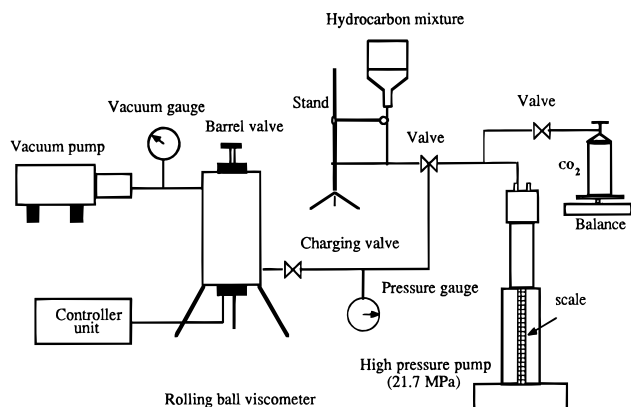 Hydrocarbon mixture
Vacuum gauge
Stand
Valve
Barrel valve
Vacuum pump
Valve
CO2
Charging valve
Balance
Pressure gauge
scale
Controller
unit
High pressure pump
(21.7 MPa)
Rolling ball viscometer